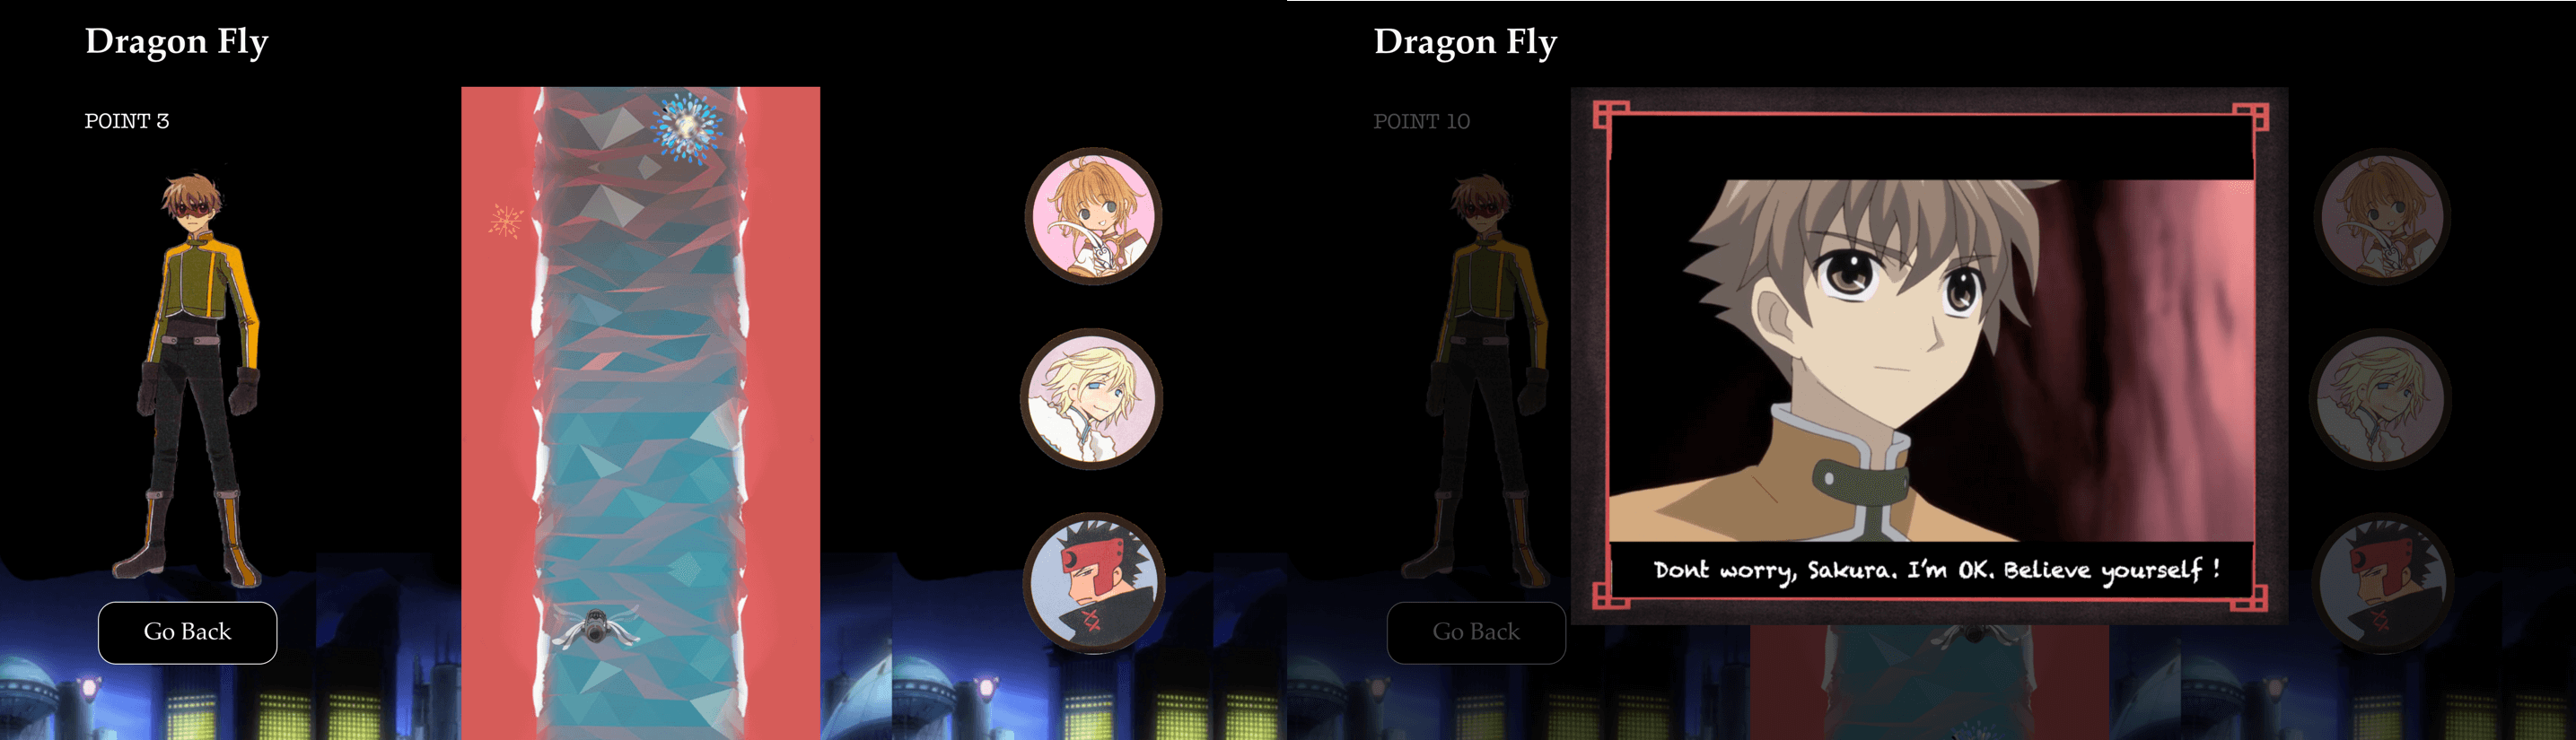 Dragon Fly
POINT 3
Go Back
Dragon Fly
POINT 10
Dont worry, Sakura. I'm OK. Believe yourself !
Go Back